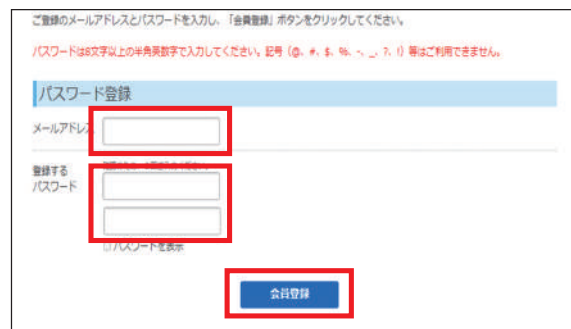 ご登録のメールアドレスとパスワードを入力し、「会員登録」ボタンをクリックしてください。
パスワードは8文字以上の半角英数字で入力してください。記号（@、#、$、%、-、_、?、!）等はご利用できません。
パスワード登録
メールアドレス
登録する
パスワード
パスワードを表示
会員登録